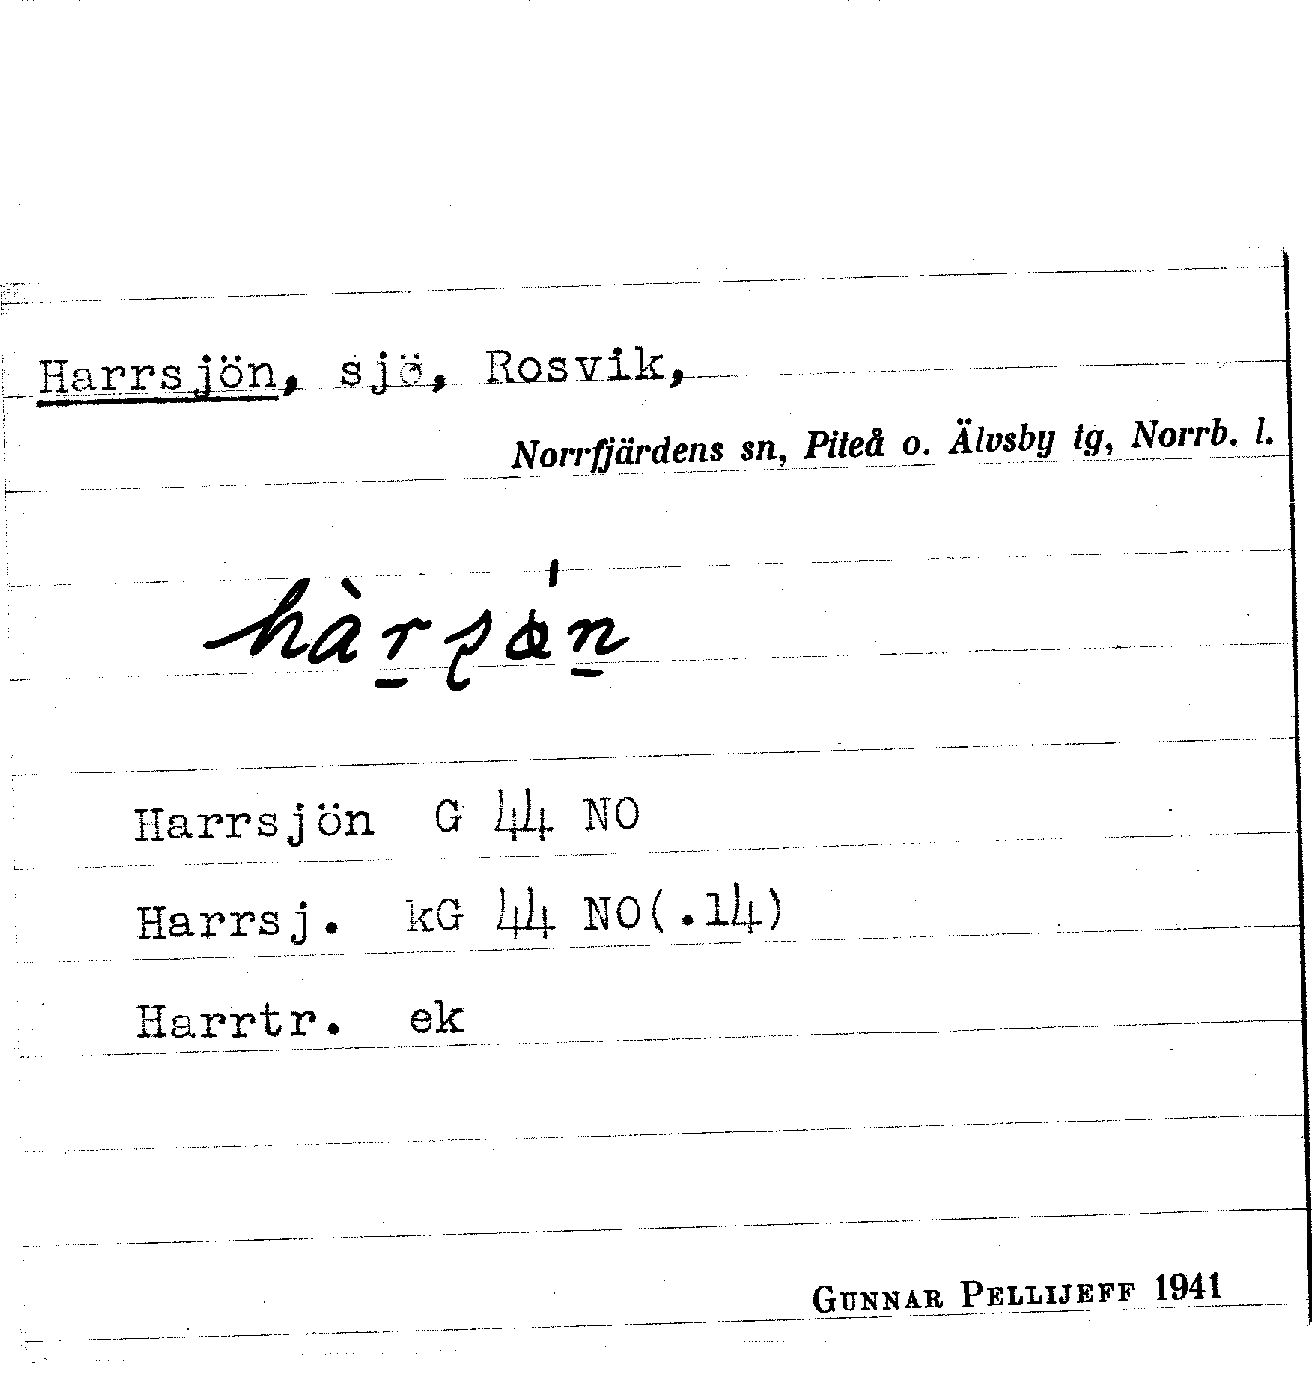 Harrsjön, sjö, Rosvik,
Norrfjärdens sn, Piteå o. Älvsby tg, Norrb. l.
Harrsjön G 44 NO
Harrsj. kG 44 NO(.14)
Harrtr. ek
GUNNAR PELLIJEFF 1941